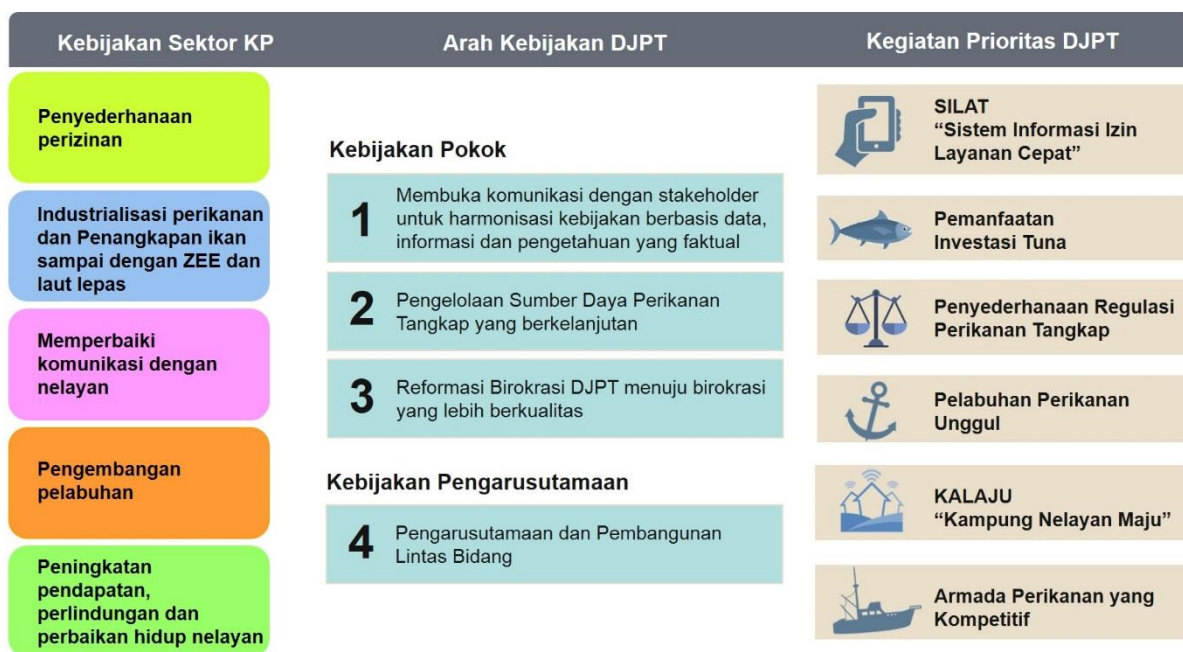 Kebijakan Sektor KP
Penyederhanaan
perizinan
Industrialisasi perikanan
dan Penangkapan ikan
sampai dengan ZEE dan
laut lepas
Memperbaiki
komunikasi dengan
nelayan
Pengembangan
pelabuhan
Peningkatan
pendapatan,
perlindungan dan
perbaikan hidup nelayan
Arah Kebijakan DJPT
Kebijakan Pokok
1
Membuka komunikasi dengan stakeholder
untuk harmonisasi kebijakan berbasis data,
informasi dan pengetahuan yang faktual
2
Pengelolaan Sumber Daya Perikanan
Tangkap yang berkelanjutan
3
Reformasi Birokrasi DJPT menuju birokrasi
yang lebih berkualitas
Kebijakan Pengarusutamaan
4
Pengarusutamaan dan Pembangunan
Lintas Bidang
Kegiatan Prioritas DJPT
SILAT
“Sistem Informasi Izin
Layanan Cepat”
Pemanfaatan
Investasi Tuna
Penyederhanaan Regulasi
Perikanan Tangkap
Pelabuhan Perikanan
Unggul
KALAJU
“Kampung Nelayan Maju”
Armada Perikanan yang
Kompetitif